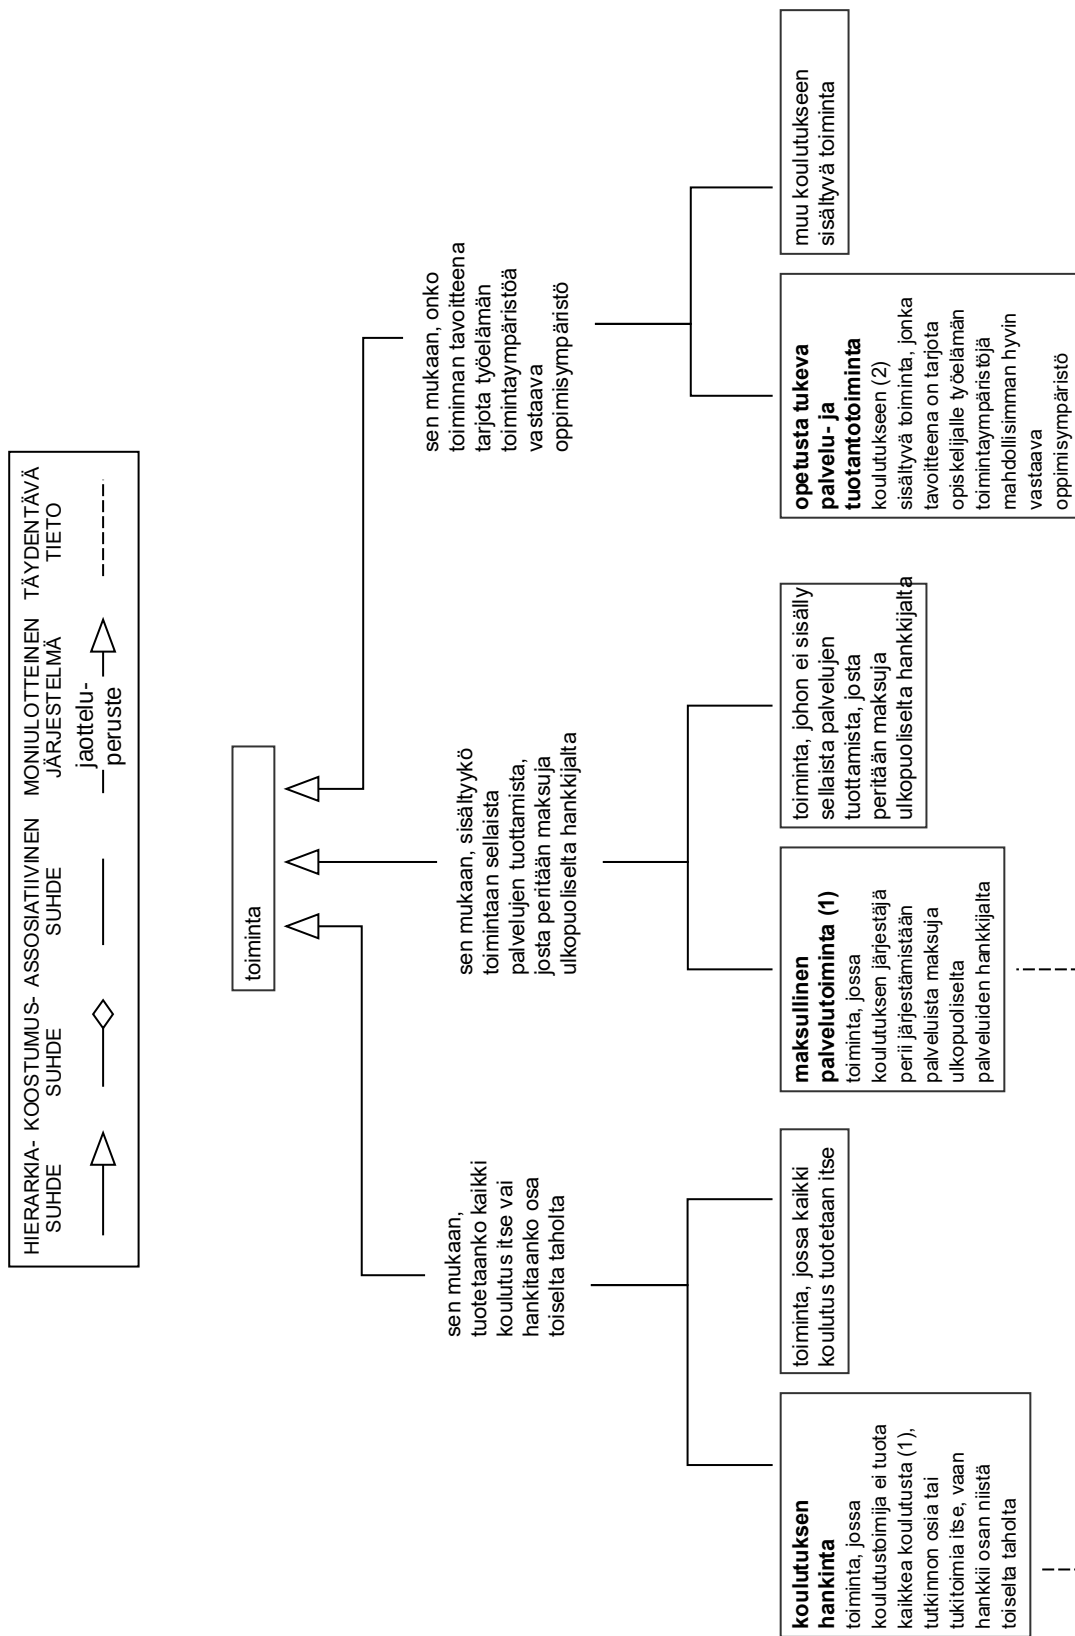 HIERARKIA- KOOSTUMUS- ASSOSIATIIVINEN MONIULOTTEINEN TÄYDENTÄVÄ
SUHDE SUHDE SUHDE JÄRJESTELMÄ TIETO
jaottelu-
peruste
toiminta
sen mukaan,
tuotetaanko kaikki
koulutus itse vai
hankitaanko osa
toiselta taholta
sen mukaan, sisältyykö
toimintaan sellaista
palvelujen tuottamista,
josta peritään maksuja
ulkopuoliselta hankkijalta
sen mukaan, onko
toiminnan tavoitteena
tarjota työelämän
toimintaympäristöä
vastaava
oppimisympäristö
koulutuksen
hankinta
toiminta, jossa
koulutustoimija ei tuota
kaikkea koulutusta (1),
tutkinnon osia tai
tukitoimia itse, vaan
hankkii osan niistä
toiselta taholta
toiminta, jossa kaikki
koulutus tuotetaan itse
maksullinen
palvelutoiminta (1)
toiminta, jossa
koulutuksen järjestäjä
perii järjestämistään
palveluista maksuja
ulkopuoliselta
palveluiden hankkijalta
toiminta, johon ei sisälly
sellaista palvelujen
tuottamista, josta
peritään maksuja
ulkopuoliselta hankkijalta
opetusta tukeva
palvelu- ja
tuotantotoiminta
koulutukseen (2)
sisältyvä toiminta, jonka
tavoitteena on tarjota
opiskelijalle työelämän
toimintaympäristöjä
mahdollisimman hyvin
vastaava
oppimisympäristö
muu koulutukseen
sisältyvä toiminta